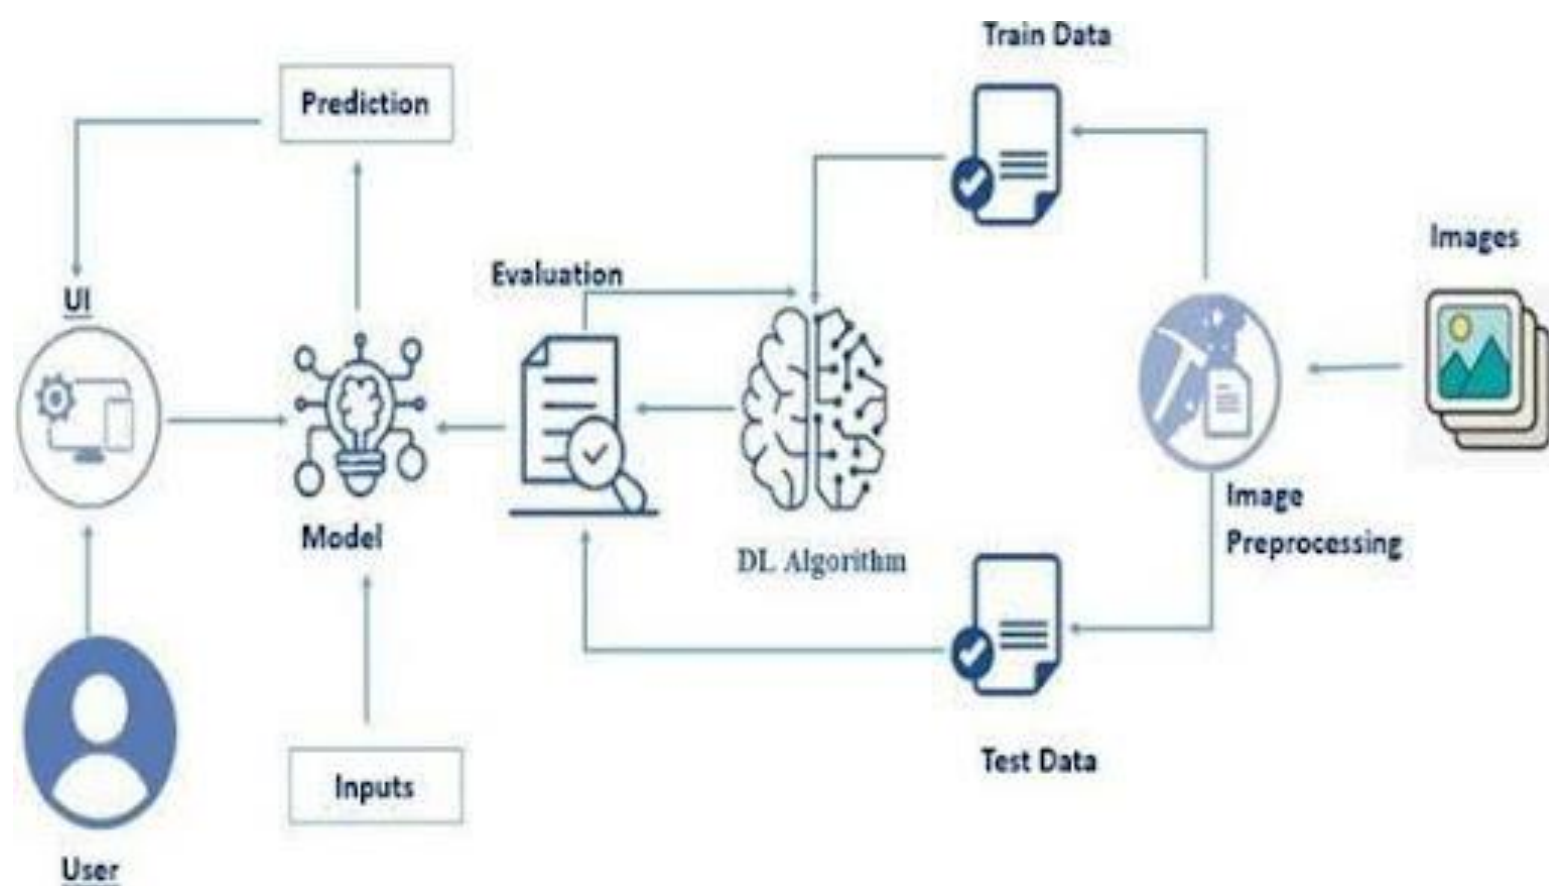 Train Data
Prediction
Images
Evaluation
UI
Image
Preprocessing
Model
DL Algorithm
Test Data
Inputs
User